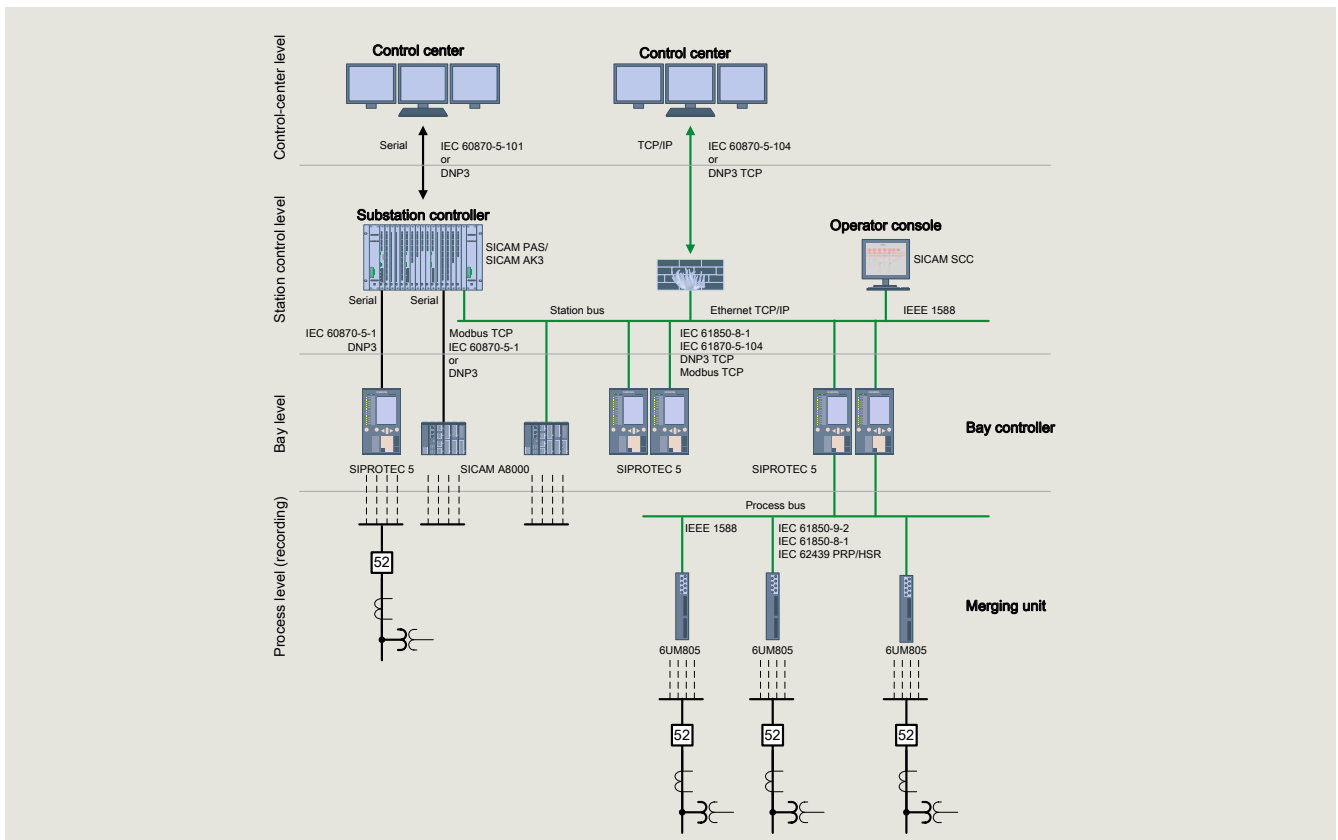 Control-center level
Control center
Control center
Serial
IEC 60870-5-101
or
DNP3
TCP/IP
IEC 60870-5-104
or
DNP3 TCP
Station control level
Substation controller
SICAM PAS/
SICAM AK3
Operator console
SICAM SCC
Serial
Serial
Station bus
Ethernet TCP/IP
IEEE 1588
IEC 60870-5-1
DNP3
Modbus TCP
IEC 60870-5-1
or
DNP3
IEC 61850-8-1
IEC 61870-5-104
DNP3 TCP
Modbus TCP
Bay level
Bay controller
SIPROTEC 5
SICAM A8000
SIPROTEC 5
SIPROTEC 5
Process level (recording)
Process bus
IEEE 1588
IEC 61850-9-2
IEC 61850-8-1
IEC 62439 PRP/HSR
52
Merging unit
6UM805
6UM805
6UM805
52
52
52